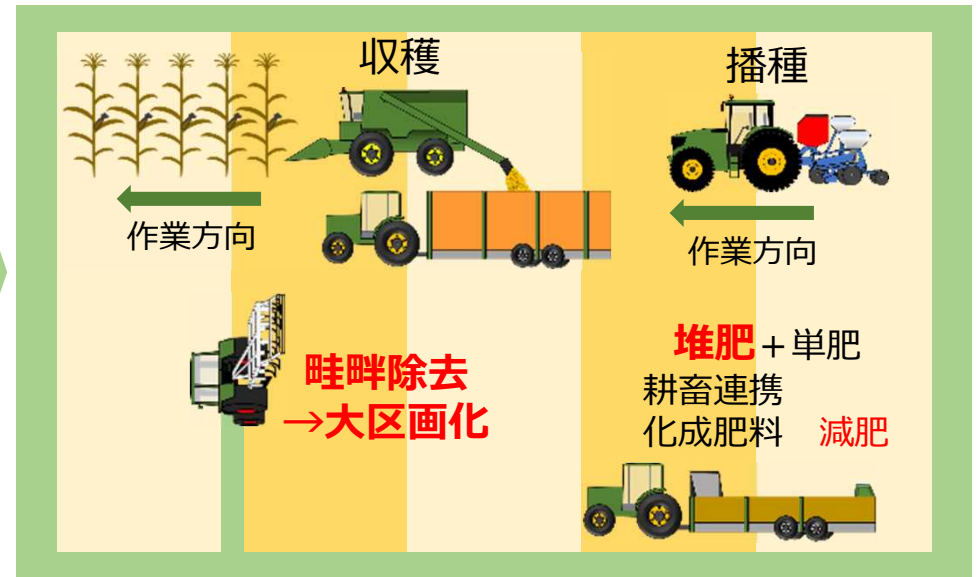 収穫
播種
作業方向
作業方向
畦畔除去
→大区画化
堆肥＋単肥
耕畜連携
化成肥料　減肥